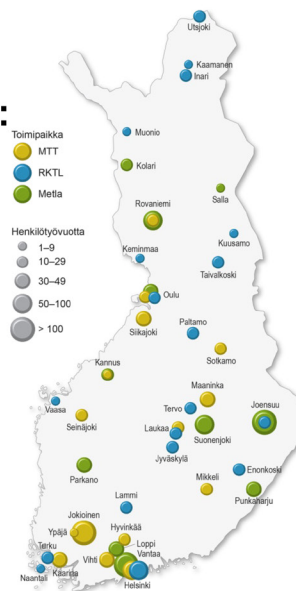 :
Toimipaikka
MTT
RKTL
Metla
Henkilötyövuotta
1–9
10–29
30–49
50–100
> 100
Utsjoki
Kaamanen
Inari
Muonio
Kolari
Salla
Rovaniemi
Kuusamo
Keminmaa
Taivalkoski
Oulu
Siikajoki
Paltamo
Sotkamo
Kannus
Maaninka
Vaasa
Tervo
Joensuu
Seinäjoki
Laukaa
Suonenjoki
Jyväskylä
Enonkoski
Parkano
Mikkeli
Punkaharju
Lammi
Jokioinen
Hyvinkää
Ypäjä
Loppi
Turku
Vihti
Vantaa
Kaarina
Naantali
Helsinki